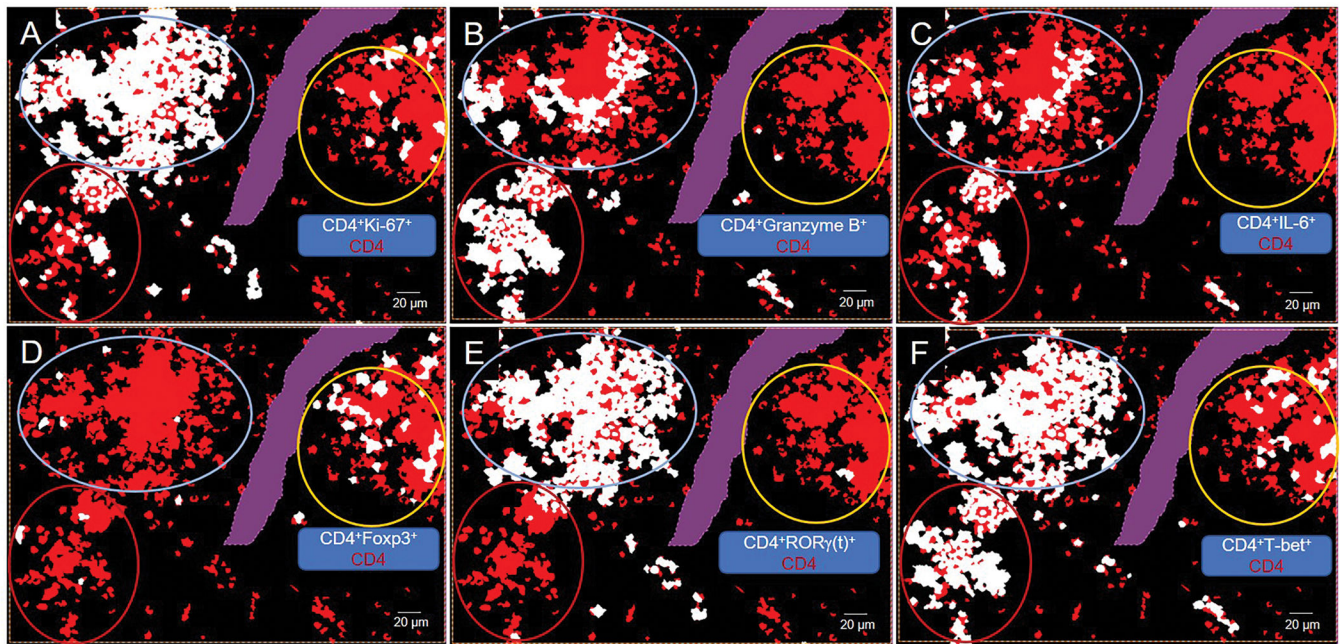 A
CD4⁺Ki-67⁺
CD4
20 µm
B
CD4⁺Granzyme B⁺
CD4
20 µm
C
CD4⁺IL-6⁺
CD4
20 µm
D
CD4⁺Foxp3⁺
CD4
20 µm
E
CD4⁺RORγ(t)⁺
CD4
20 µm
F
CD4⁺T-bet⁺
CD4
20 µm